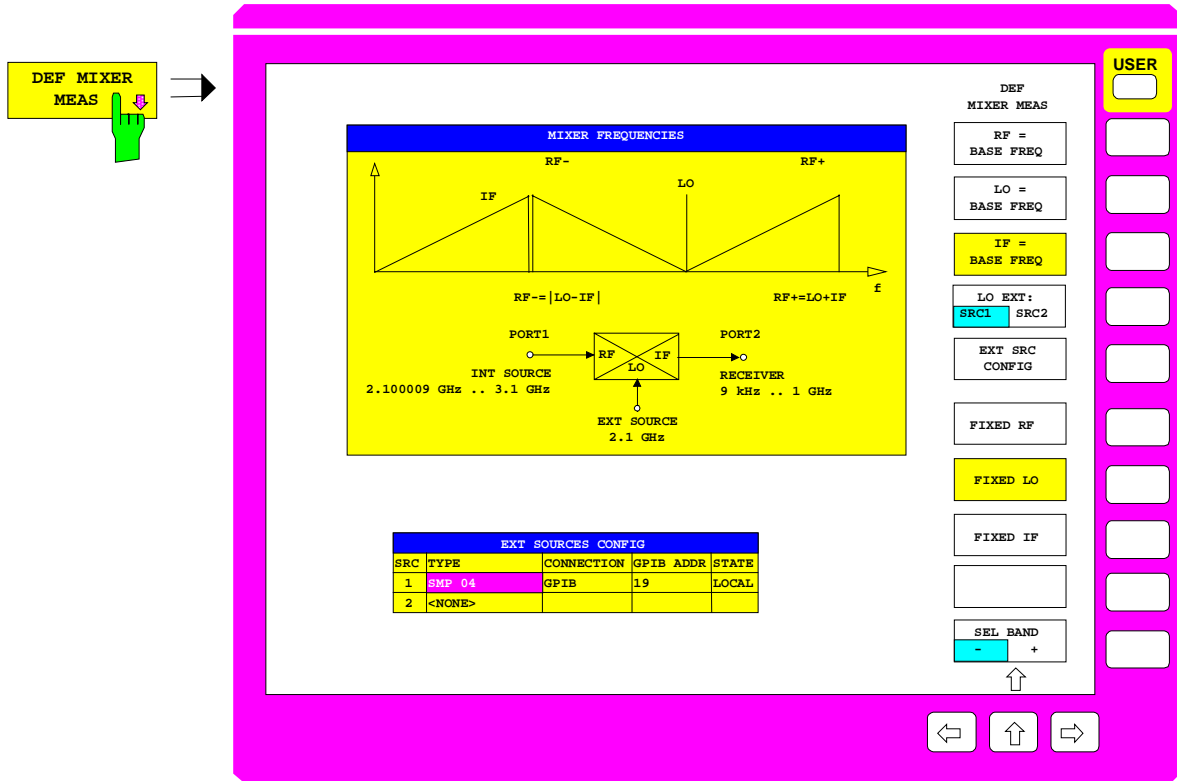 DEF MIXER
MEAS
USER
DEF
MIXER MEAS
MIXER FREQUENCIES
RF-
RF+
LO
IF
f
RF-=|LO-IF|
RF+=LO+IF
PORT1
PORT2
RF
IF
LO
INT SOURCE
2.100009 GHz .. 3.1 GHz
RECEIVER
9 kHz .. 1 GHz
EXT SOURCE
2.1 GHz
EXT SOURCES CONFIG
SRC TYPE CONNECTION GPIB ADDR STATE
1 SMP 04 GPIB 19 LOCAL
2 <NONE>
RF =
BASE FREQ
LO =
BASE FREQ
IF =
BASE FREQ
LO EXT:
SRC1 SRC2
EXT SRC
CONFIG
FIXED RF
FIXED LO
FIXED IF
SEL BAND
- +